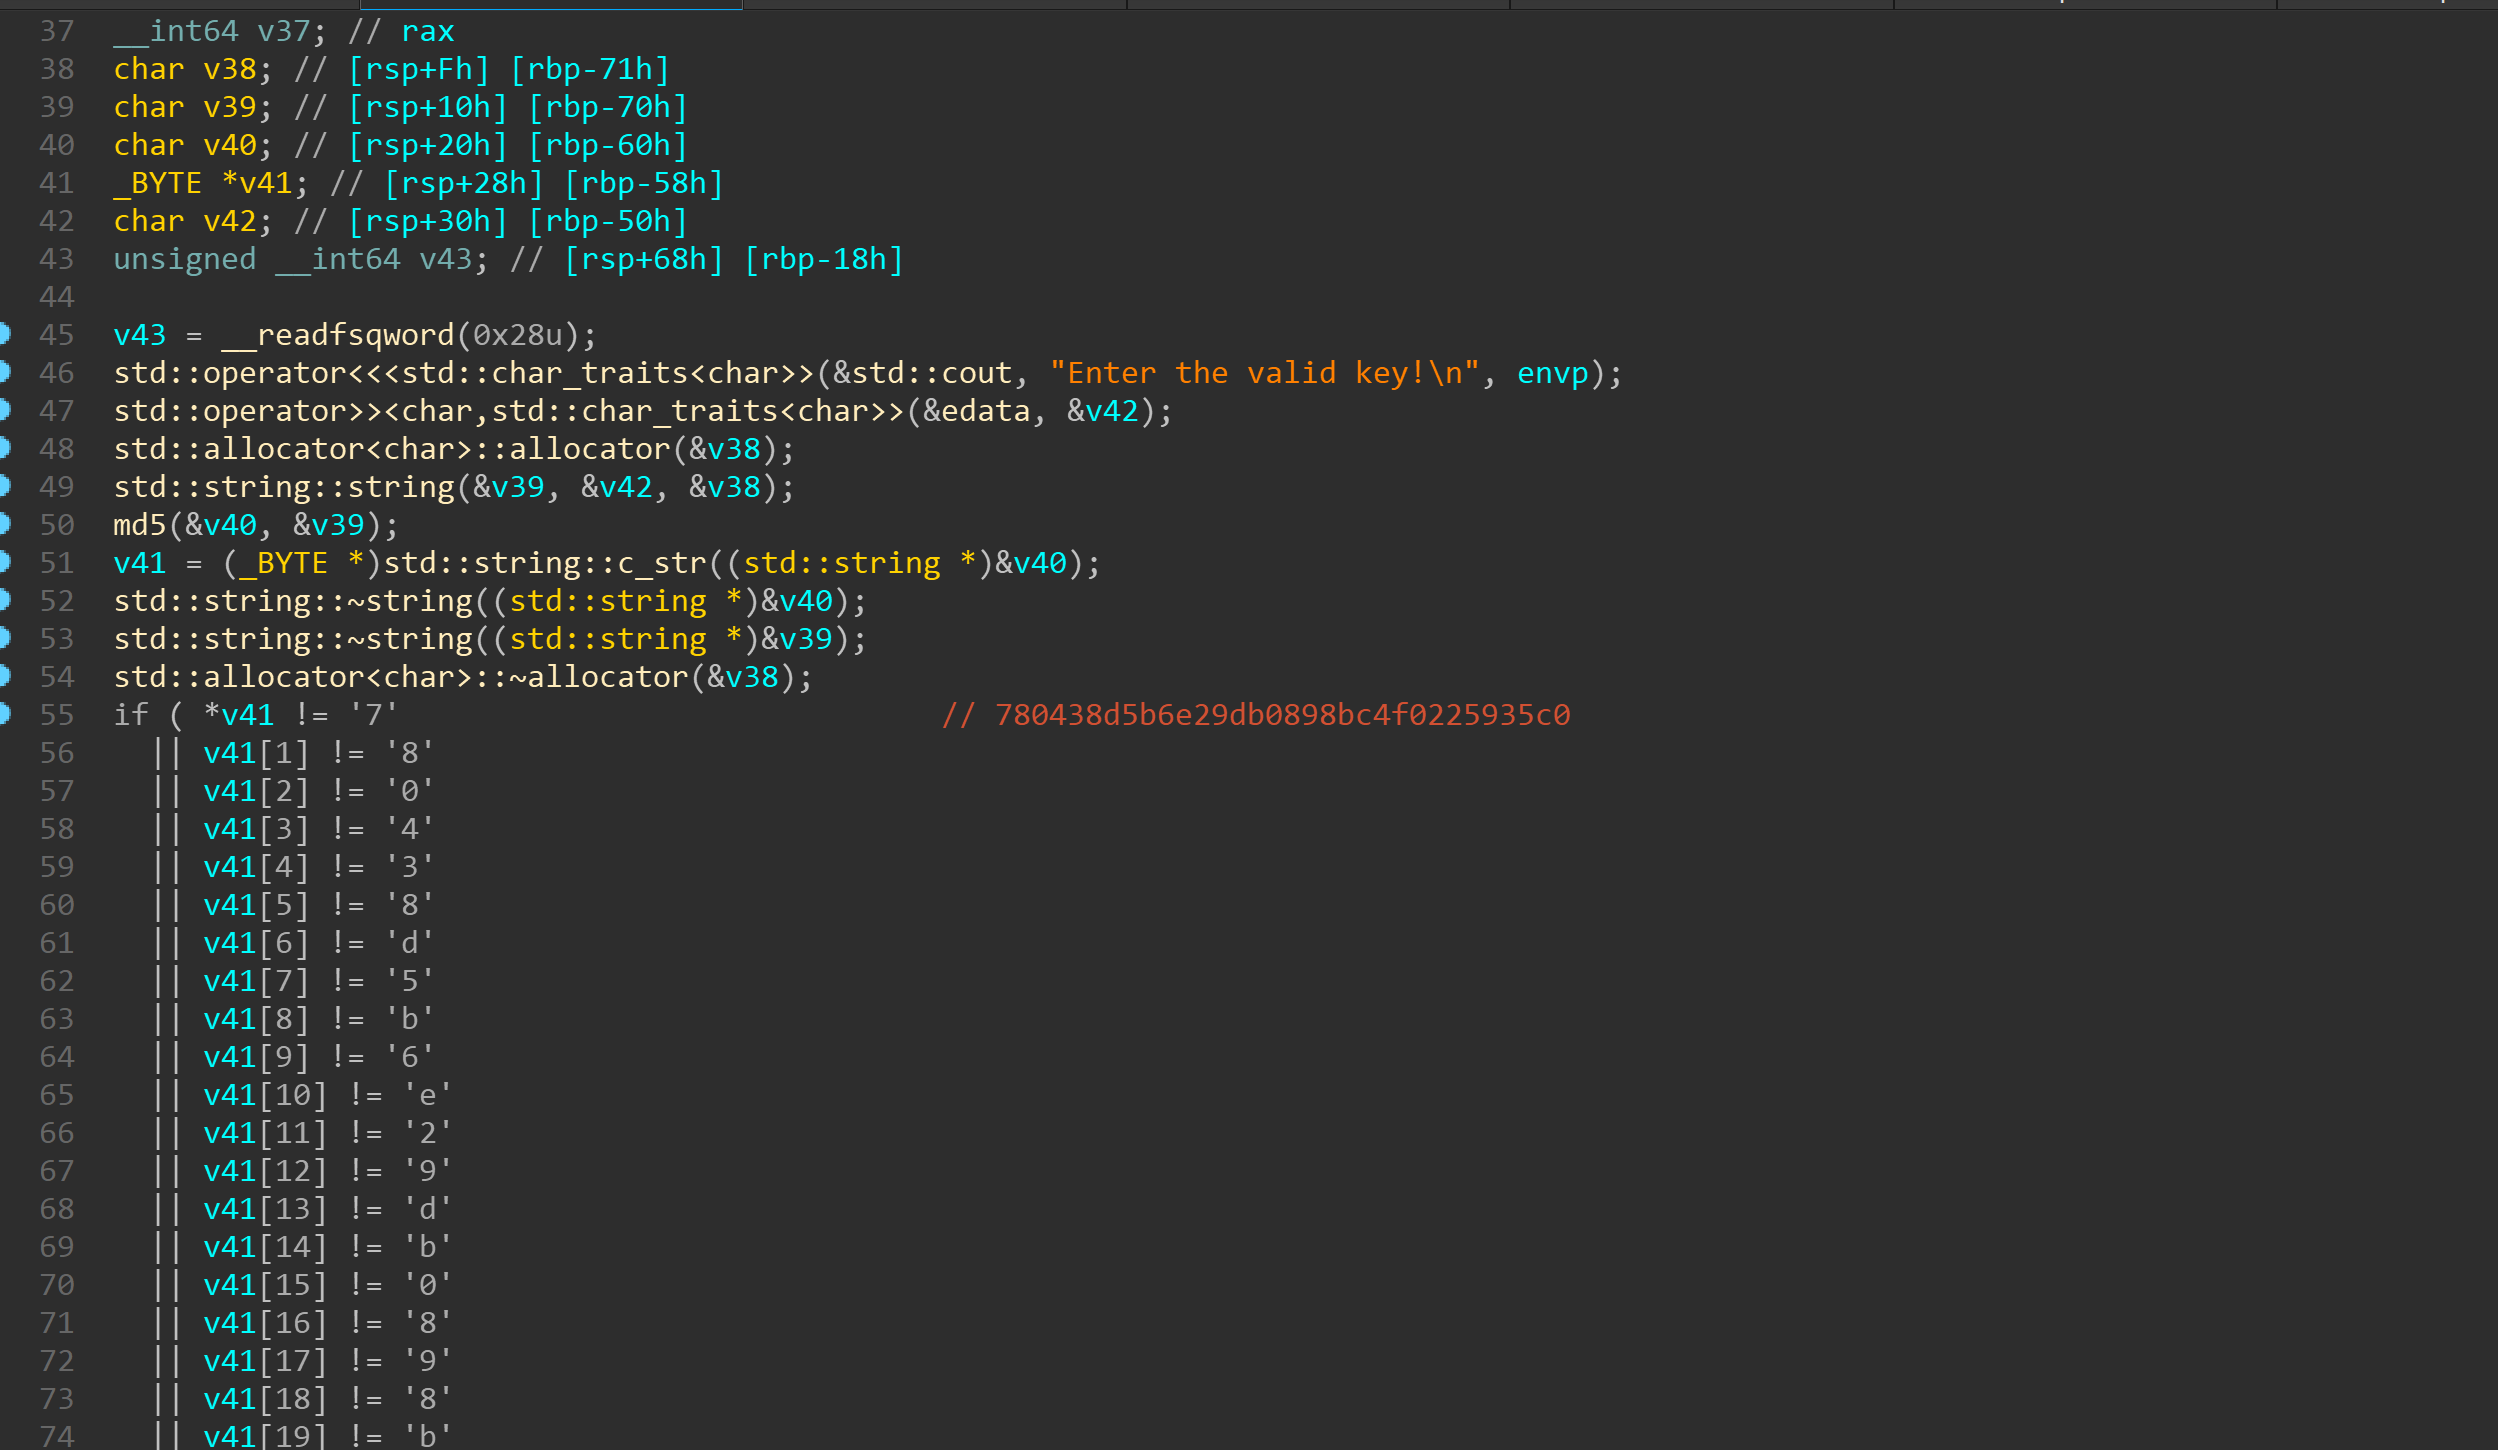 37 __int64 v37; // rax
38 char v38; // [rsp+Fh] [rbp-71h]
39 char v39; // [rsp+10h] [rbp-70h]
40 char v40; // [rsp+20h] [rbp-60h]
41 _BYTE *v41; // [rsp+28h] [rbp-58h]
42 char v42; // [rsp+30h] [rbp-50h]
43 unsigned __int64 v43; // [rsp+68h] [rbp-18h]
44
45 v43 = __readfsqword(0x28u);
46 std::operator<<<std::char_traits<char>>(&std::cout, "Enter the valid key!\n", envp);
47 std::operator>><char,std::char_traits<char>>(&edata, &v42);
48 std::allocator<char>::allocator(&v38);
49 std::string::string(&v39, &v42, &v38);
50 md5(&v40, &v39);
51 v41 = (_BYTE *)std::string::c_str((std::string *)&v40);
52 std::string::~string((std::string *)&v40);
53 std::string::~string((std::string *)&v39);
54 std::allocator<char>::~allocator(&v38);
55 if ( *v41 != '7' // 780438d5b6e29db0898bc4f0225935c0
56 || v41[1] != '8'
57 || v41[2] != '0'
58 || v41[3] != '4'
59 || v41[4] != '3'
60 || v41[5] != '8'
61 || v41[6] != 'd'
62 || v41[7] != '5'
63 || v41[8] != 'b'
64 || v41[9] != '6'
65 || v41[10] != 'e'
66 || v41[11] != '2'
67 || v41[12] != '9'
68 || v41[13] != 'd'
69 || v41[14] != 'b'
70 || v41[15] != '0'
71 || v41[16] != '8'
72 || v41[17] != '9'
73 || v41[18] != '8'
74 || v41[19] != 'b'